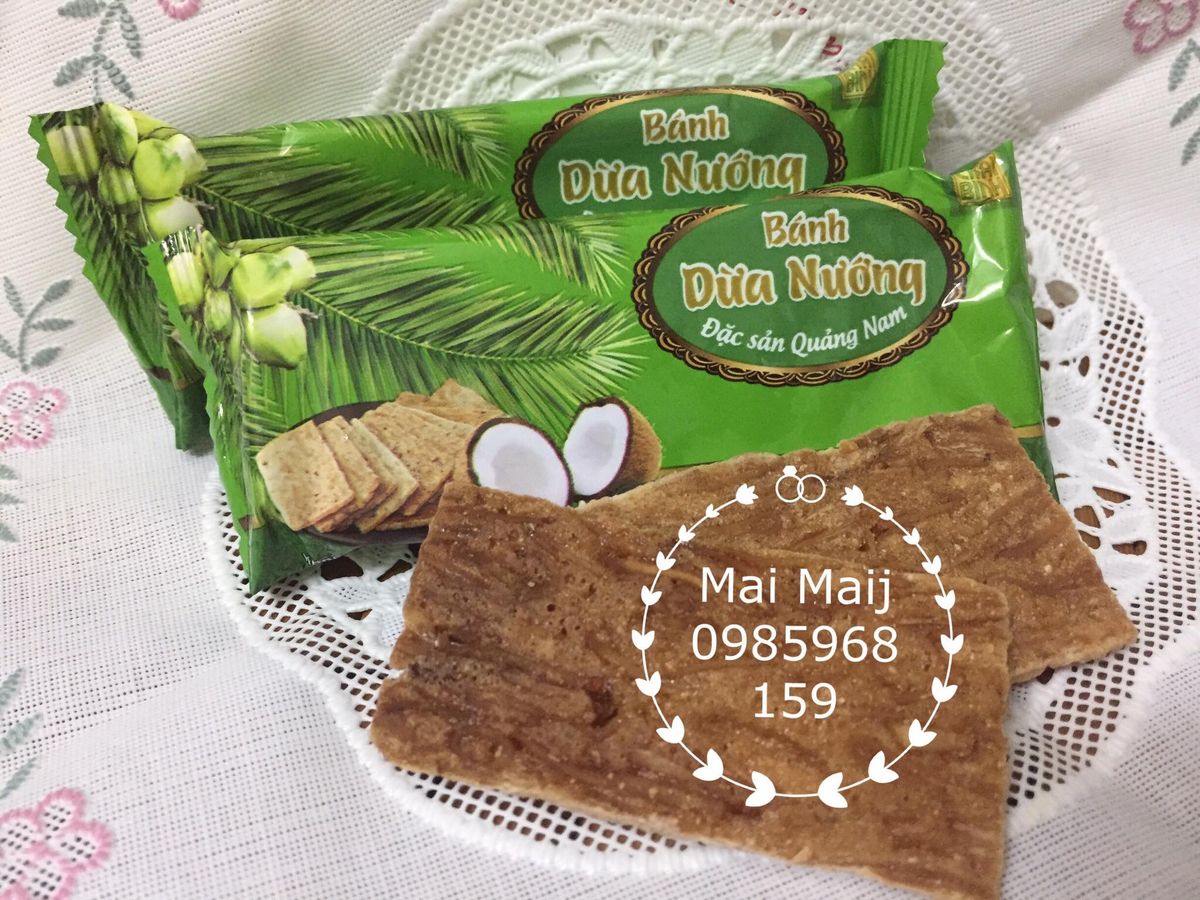 Bánh
Dừa Nướng
Bánh
Dừa Nướng
Đặc sản Quảng Nam
Mai Maij
0985968
159